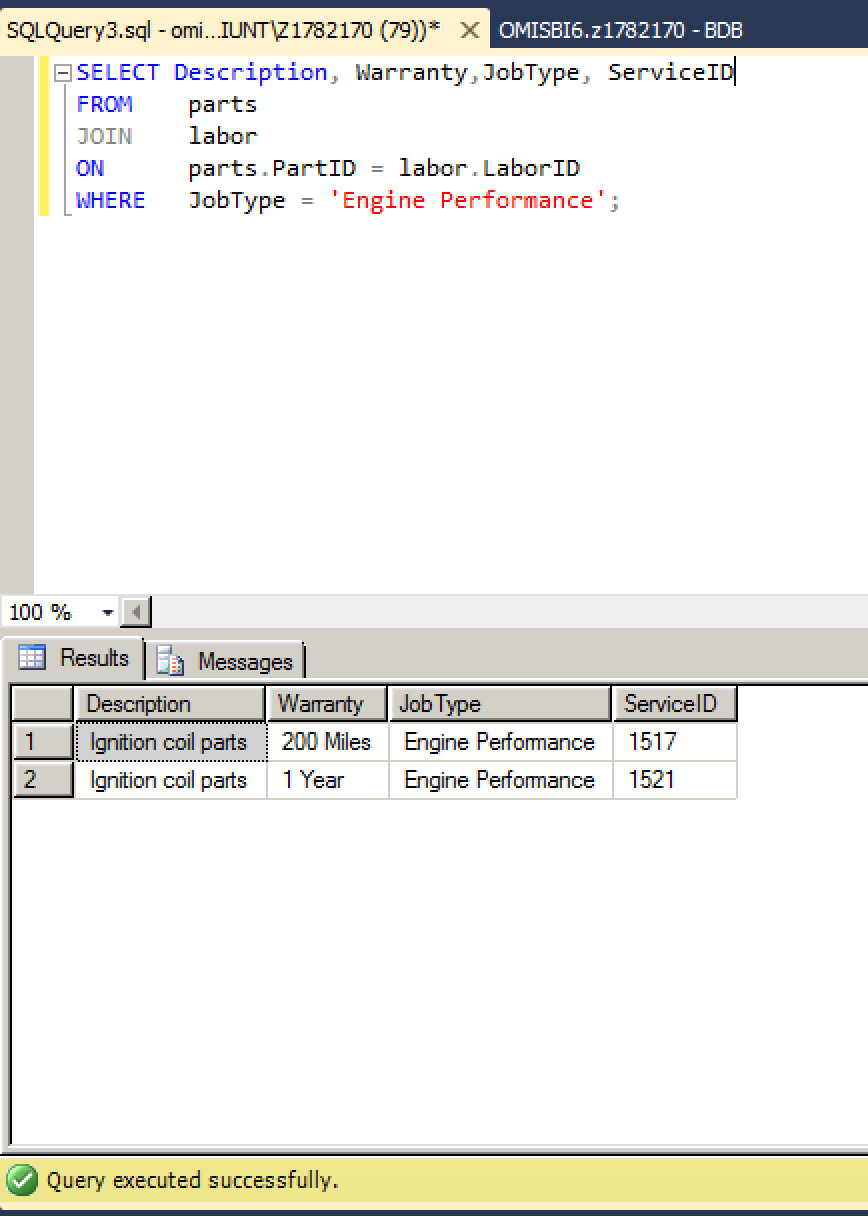 SQLQuery3.sql - omi...IUNT\Z1782170 (79))* OMISBI6.z1782170 - BDB
SELECT Description, Warranty,JobType, ServiceID
FROM parts
JOIN labor
ON parts.PartID = labor.LaborID
WHERE JobType = 'Engine Performance';
100 %
Results Messages
Description Warranty JobType ServiceID
1 Ignition coil parts 200 Miles Engine Performance 1517
2 Ignition coil parts 1 Year Engine Performance 1521
Query executed successfully.